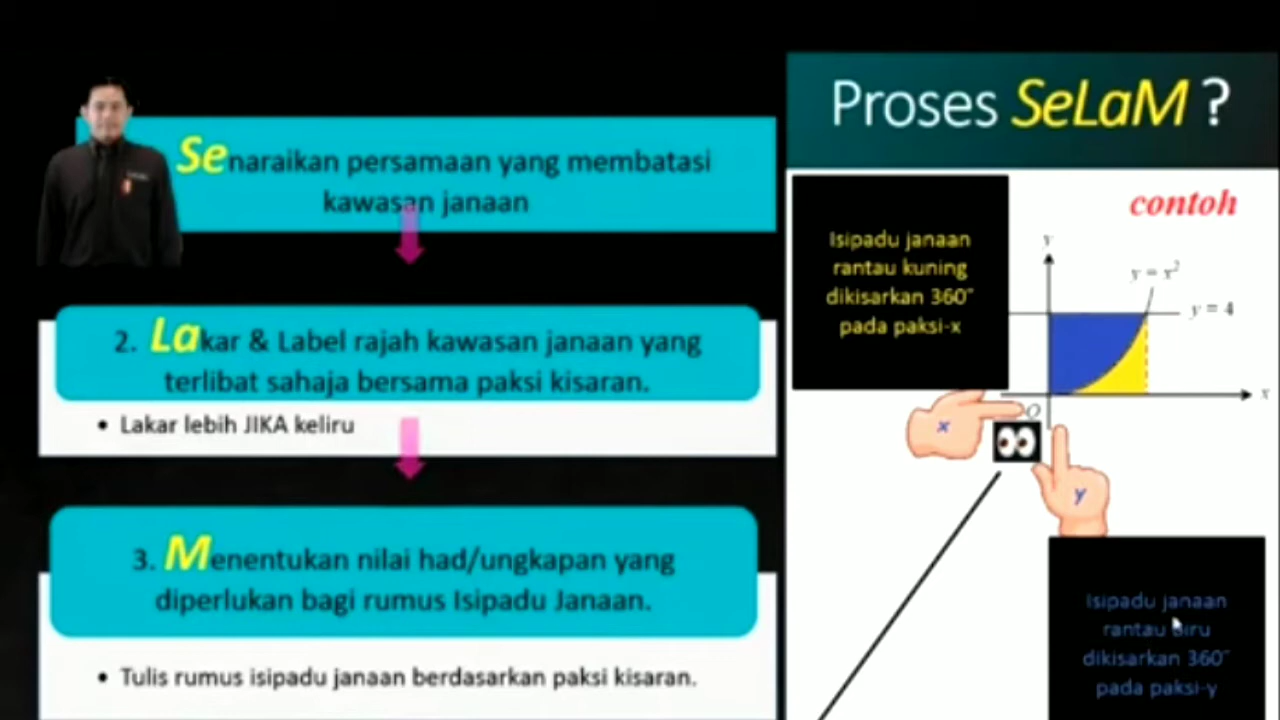 Senaraikan persamaan yang membatasi
kawasan janaan
2. Lakar & Label rajah kawasan janaan yang
terlibat sahaja bersama paksi kisaran.
• Lakar lebih JIKA keliru
3. Menentukan nilai had/ungkapan yang
diperlukan bagi rumus Isipadu Janaan.
• Tulis rumus isipadu janaan berdasarkan paksi kisaran.
Proses SeLaM ?
contoh
Isipadu janaan
rantau kuning
dikisarkan 360°
pada paksi-x
y
y = x²
y = 4
x
O
x
y
Isipadu janaan
rantau biru
dikisarkan 360°
pada paksi-y